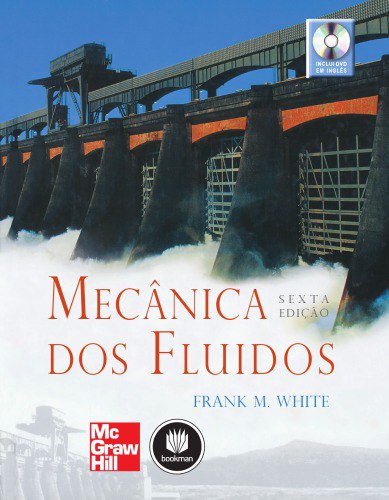 INCLUI DVD
EM INGLÊS
MECÂNICA
SEXTA
EDIÇÃO
DOS FLUIDOS
FRANK M. WHITE
Mc
Graw
Hill
bookman